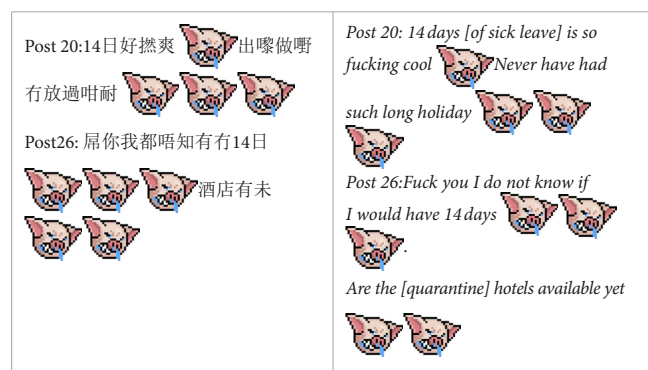 Post 20:14日好撚爽 出嚟做嘢
冇放過咁耐
Post26: 屌你我都唔知有冇14日
酒店有未
Post 20: 14 days [of sick leave] is so
fucking cool Never have had
such long holiday
Post 26:Fuck you I do not know if
I would have 14 days
.
Are the [quarantine] hotels available yet